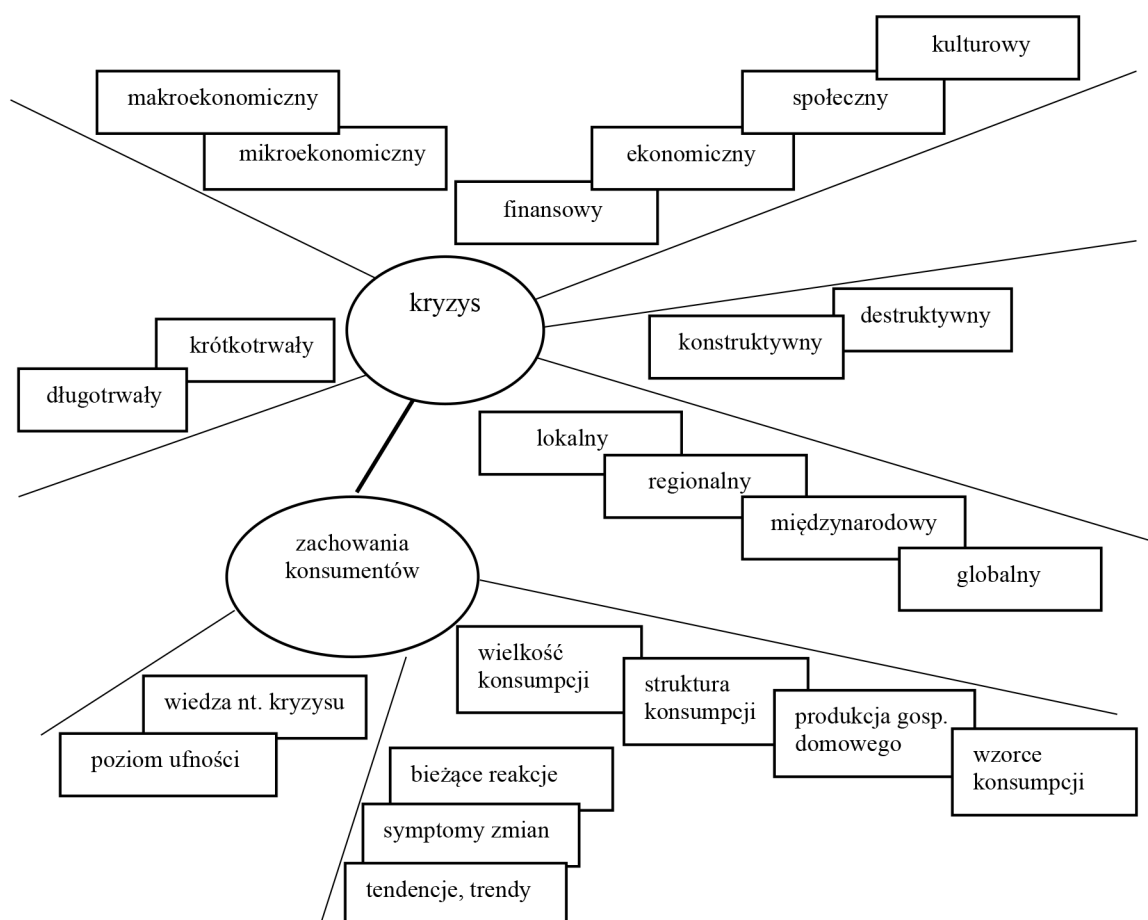 kulturowy
makroekonomiczny
społeczny
mikroekonomiczny
ekonomiczny
finansowy
kryzys
destruktywny
konstruktywny
krótkotrwały
długotrwały
lokalny
regionalny
międzynarodowy
globalny
zachowania
konsumentów
wielkość
konsumpcji
struktura
konsumpcji
produkcja gosp.
domowego
wzorce
konsumpcji
wiedza nt. kryzysu
poziom ufności
bieżące reakcje
symptomy zmian
tendencje, trendy